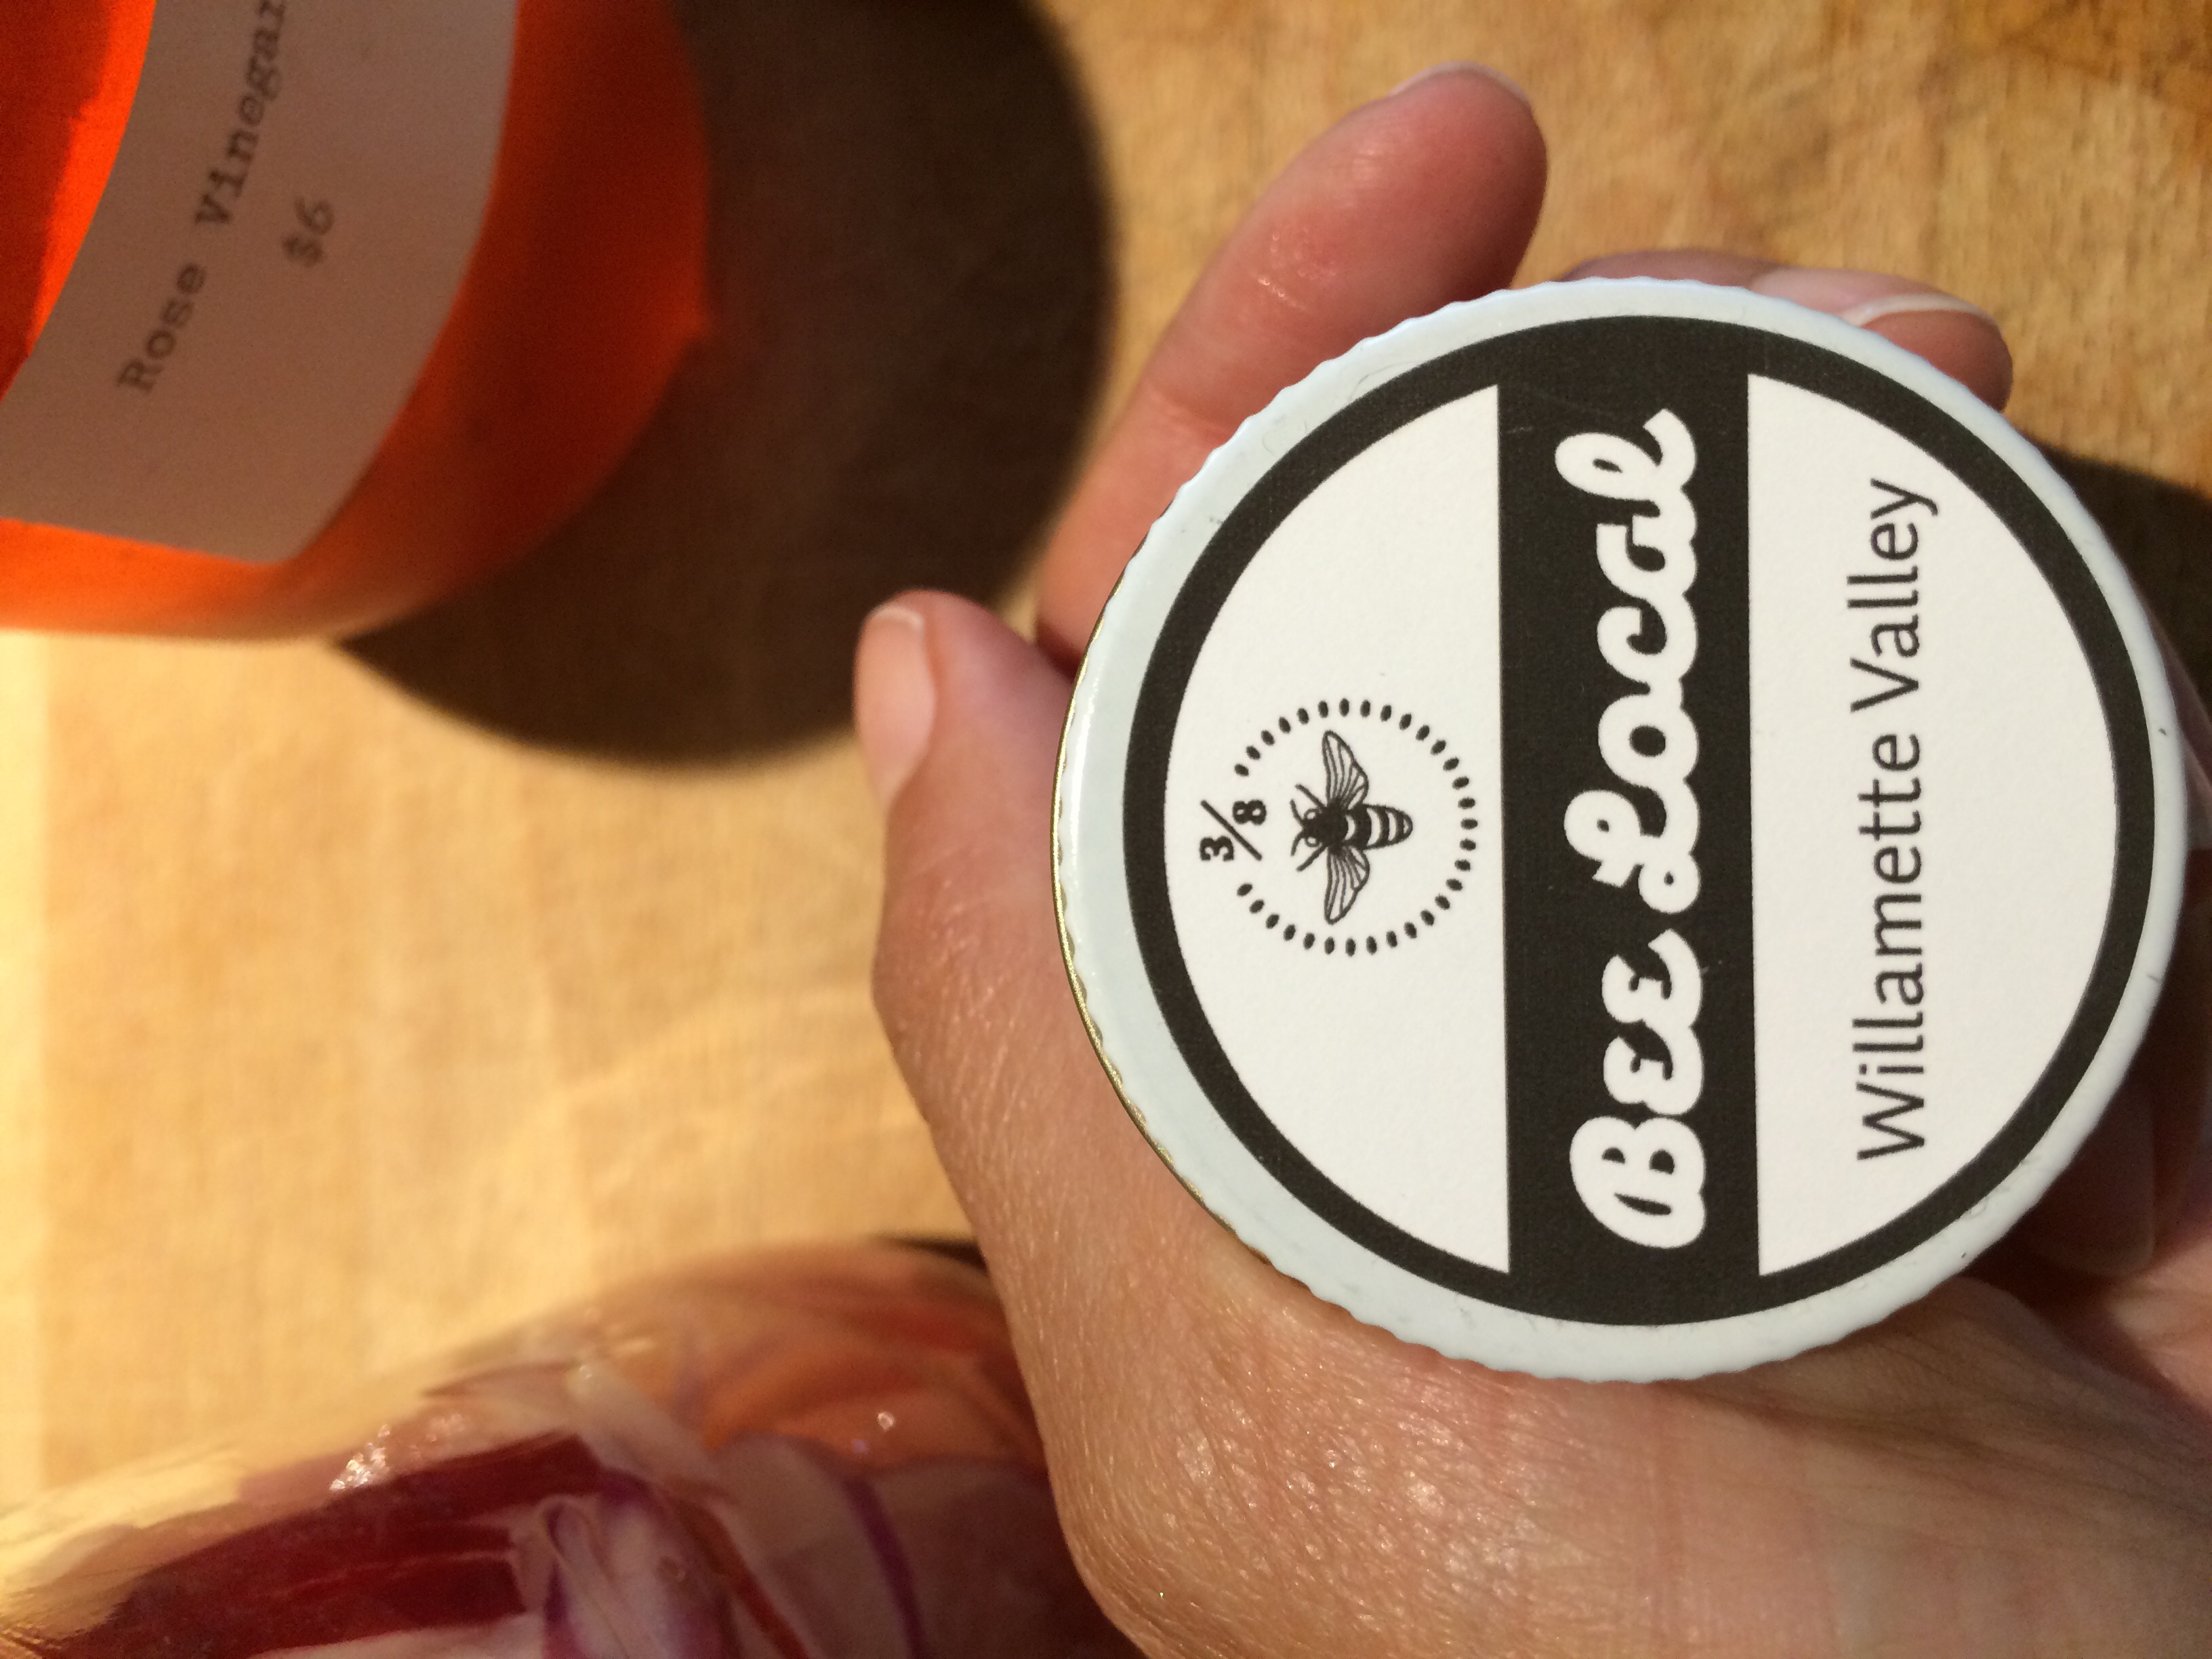 Rose Vinegar
$6
3/8
Bee Local
Willamette Valley